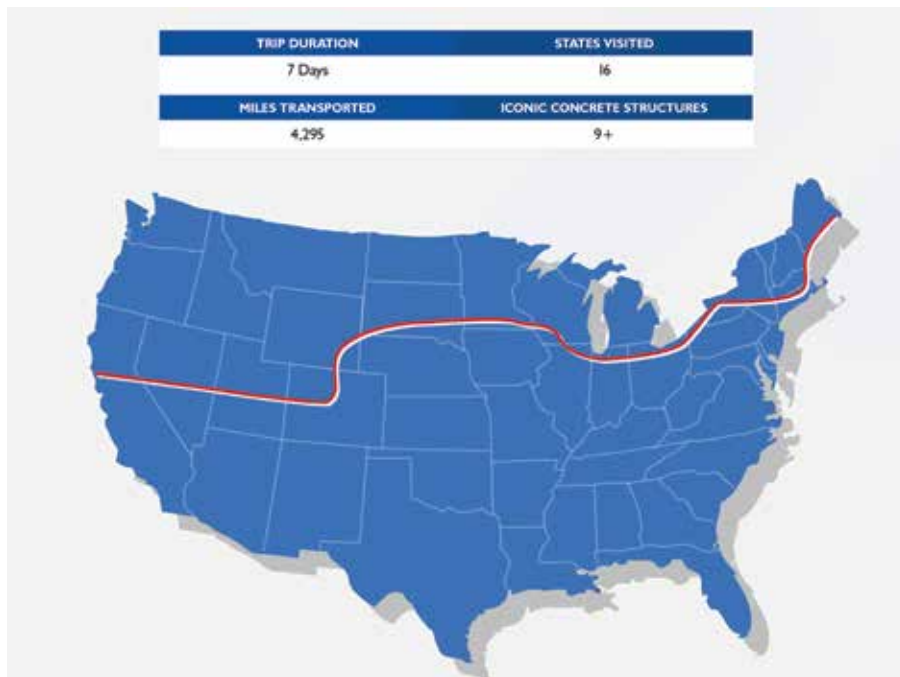 TRIP DURATION STATES VISITED
7 Days 16
MILES TRANSPORTED ICONIC CONCRETE STRUCTURES
4,295 9+